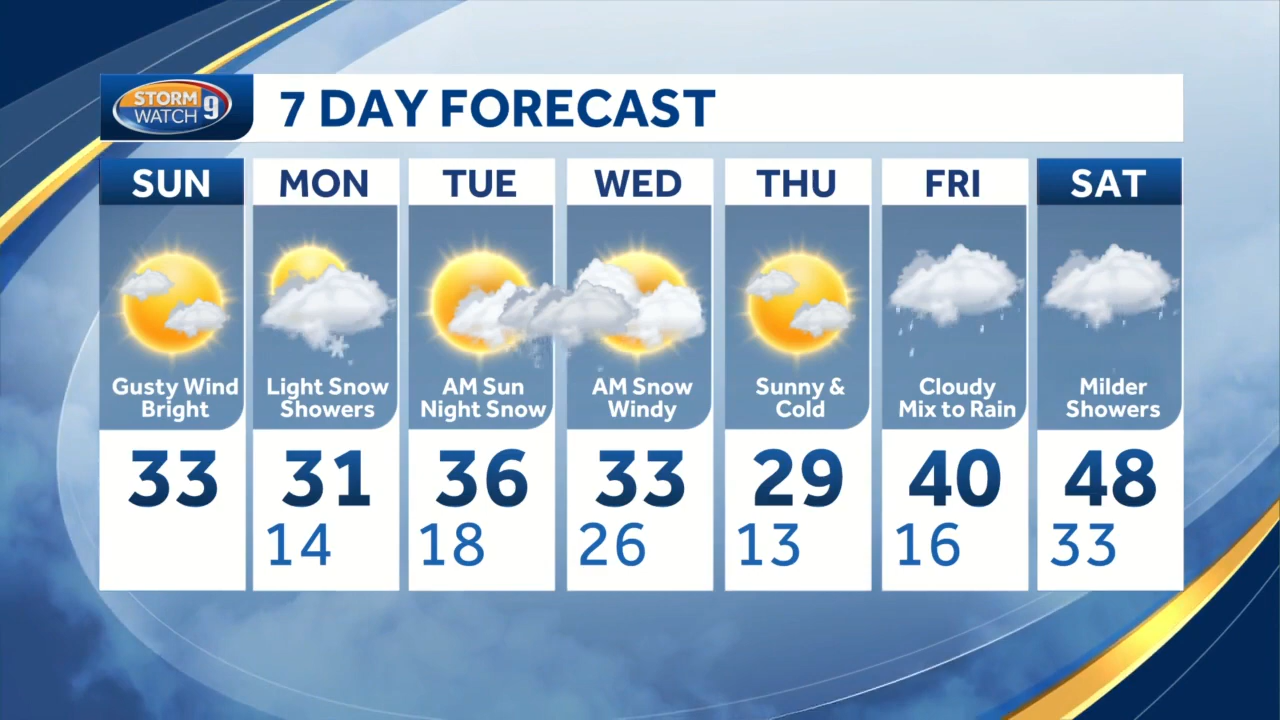 STORM
WATCH 9
7 DAY FORECAST
SUN
Gusty Wind
Bright
33
MON
Light Snow
Showers
31
14
TUE
AM Sun
Night Snow
36
18
WED
AM Snow
Windy
33
26
THU
Sunny &
Cold
29
13
FRI
Cloudy
Mix to Rain
40
16
SAT
Milder
Showers
48
33